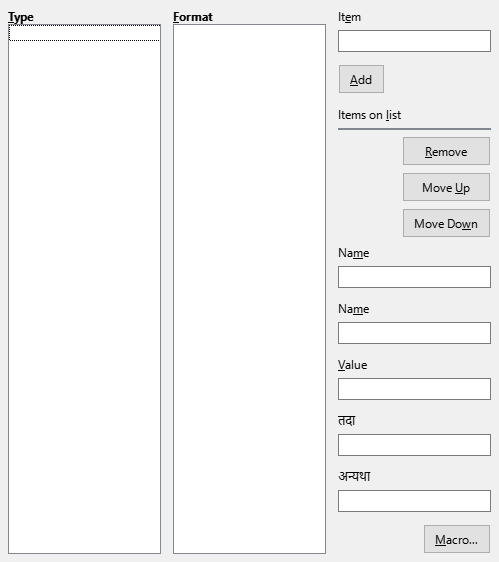 Type
Format
Item
Add
Items on list
Remove
Move Up
Move Down
Name
Name
Value
तदा
अन्यथा
Macro...